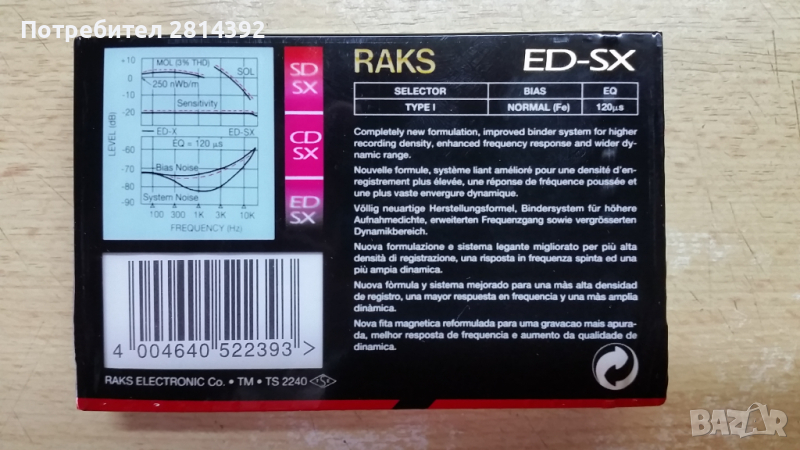 Потребител 2814392
+10
0
-10
-20
-60
-70
-80
-90
LEVEL (dB)
MOL (3% THD)
SOL
250 nWb/m
Sensitivity
ED-X ED-SX
EQ = 120 µs
Bias Noise
System Noise
100 300 1K 3K 10K
FREQUENCY (Hz)
SD
SX
CD
SX
ED
SX
RAKS ED-SX
SELECTOR BIAS EQ
TYPE I NORMAL (Fe) 120µs
Completely new formulation, improved binder system for higher
recording density, enhanced frequency response and wider dy-
namic range.
Nouvelle formule, système liant amélioré pour une densité d'en-
registrement plus élevée, une réponse de fréquence poussée et
une plus vaste envergure dynamique.
Völlig neuartige Herstellungsformel, Bindersystem für höhere
Aufnahmedichte, erweiterten Frequenzgang sowie vergrösserten
Dynamikbereich.
Nuova formulazione e sistema legante migliorato per più alta
densità di registrazione, una risposta in frequenza spinta ed una
più ampia dinamica.
Nueva fòrmula y sistema mejorado para una màs alta densidad
de registro, una mayor respuesta en frequencia y una màs amplia
dinàmica.
Nova fita magnetica reformulada para uma gravacao mais apura-
da, melhor resposta de frequencia e aumento da qualidade de
dinamica.
4 004640 522393 >
RAKS ELECTRONIC Co. • TM • TS 2240
BAZAR